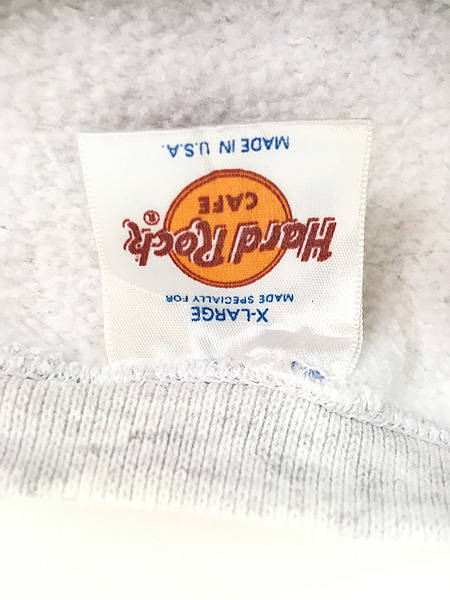 X-LARGE
MADE SPECIALLY FOR
Hard Rock
CAFE
®
MADE IN U.S.A.